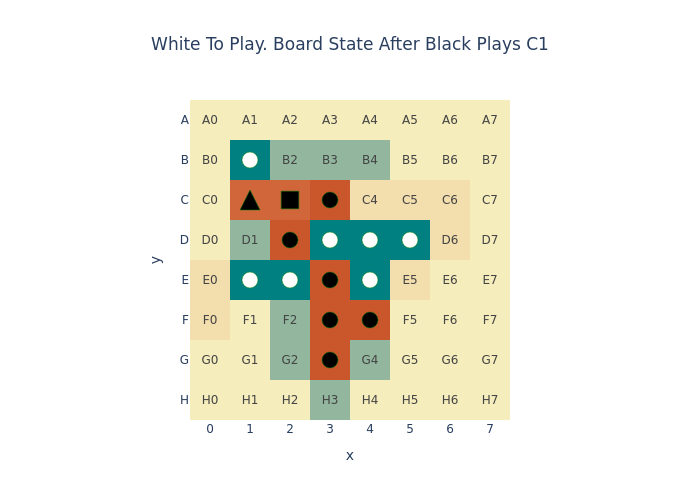 White To Play. Board State After Black Plays C1
A A0 A1 A2 A3 A4 A5 A6 A7
B B0 B2 B3 B4 B5 B6 B7
C C0 C4 C5 C6 C7
D D0 D1 D6 D7
E E0 E5 E6 E7
F F0 F1 F2 F5 F6 F7
G G0 G1 G2 G4 G5 G6 G7
H H0 H1 H2 H3 H4 H5 H6 H7
0 1 2 3 4 5 6 7
x
y